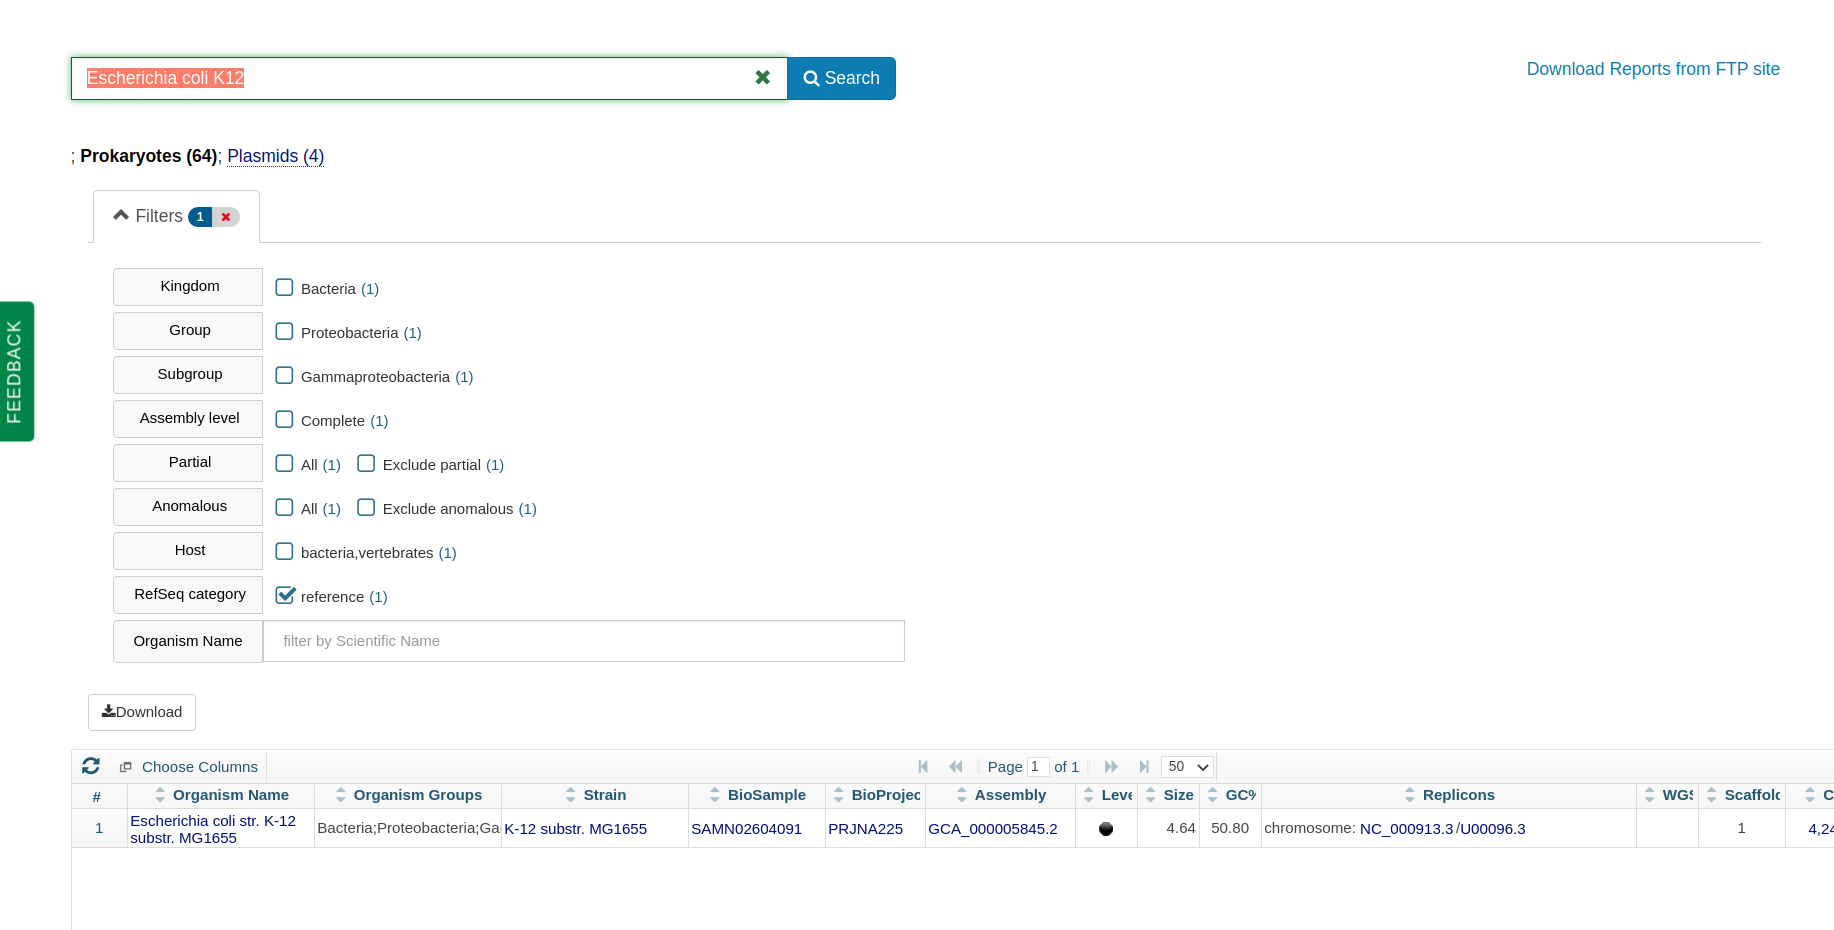 Escherichia coli K12
Search
Download Reports from FTP site
; Prokaryotes (64); Plasmids (4)
Filters 1
FEEDBACK
Kingdom Bacteria (1)
Group Proteobacteria (1)
Subgroup Gammaproteobacteria (1)
Assembly level Complete (1)
Partial All (1) Exclude partial (1)
Anomalous All (1) Exclude anomalous (1)
Host bacteria,vertebrates (1)
RefSeq category reference (1)
Organism Name filter by Scientific Name
Download
Choose Columns Page 1 of 1 50
# Organism Name Organism Groups Strain BioSample BioProjec Assembly Leve Size GC% Replicons WGS Scaffold C
1 Escherichia coli str. K-12 substr. MG1655 Bacteria;Proteobacteria;Ga K-12 substr. MG1655 SAMN02604091 PRJNA225 GCA_000005845.2 4.64 50.80 chromosome: NC_000913.3/U00096.3 1 4,24